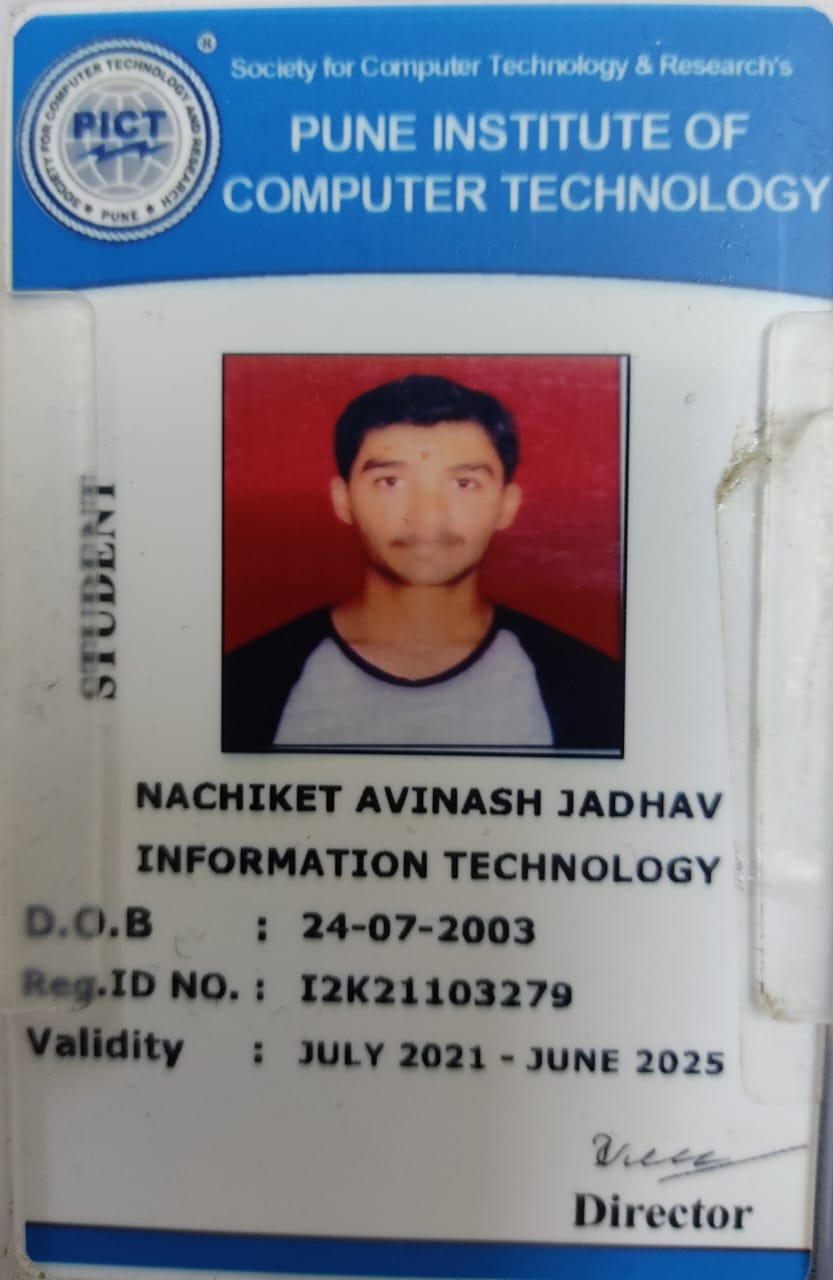 Society for Computer Technology & Research's
PUNE INSTITUTE OF
COMPUTER TECHNOLOGY
SOCIETY FOR COMPUTER TECHNOLOGY AND RESEARCH
PICT
★ PUNE ★
®
STUDENT
NACHIKET AVINASH JADHAV
INFORMATION TECHNOLOGY
D.O.B : 24-07-2003
Reg.ID NO. : I2K21103279
Validity : JULY 2021 - JUNE 2025
Director